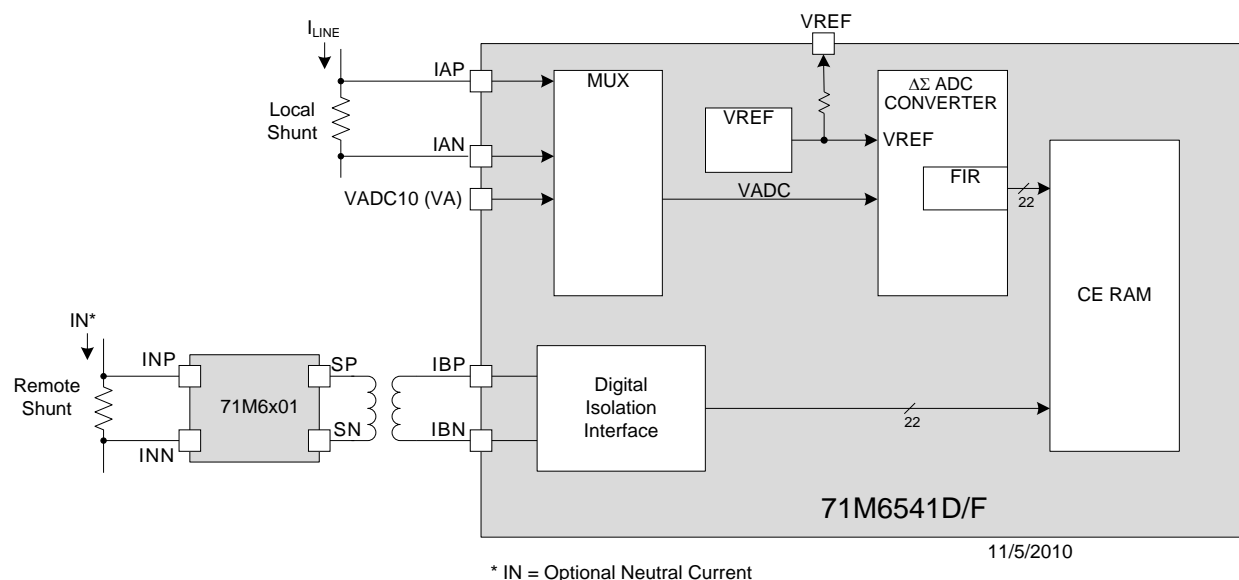 VREF
I LINE
IAP
MUX
ΔΣ ADC
CONVERTER
Local
Shunt
VREF
VREF
IAN
FIR
VADC10 (VA)
VADC
22
CE RAM
IN*
INP
SP
IBP
Remote
Shunt
71M6x01
Digital
Isolation
Interface
22
INN
SN
IBN
71M6541D/F
11/5/2010
* IN = Optional Neutral Current